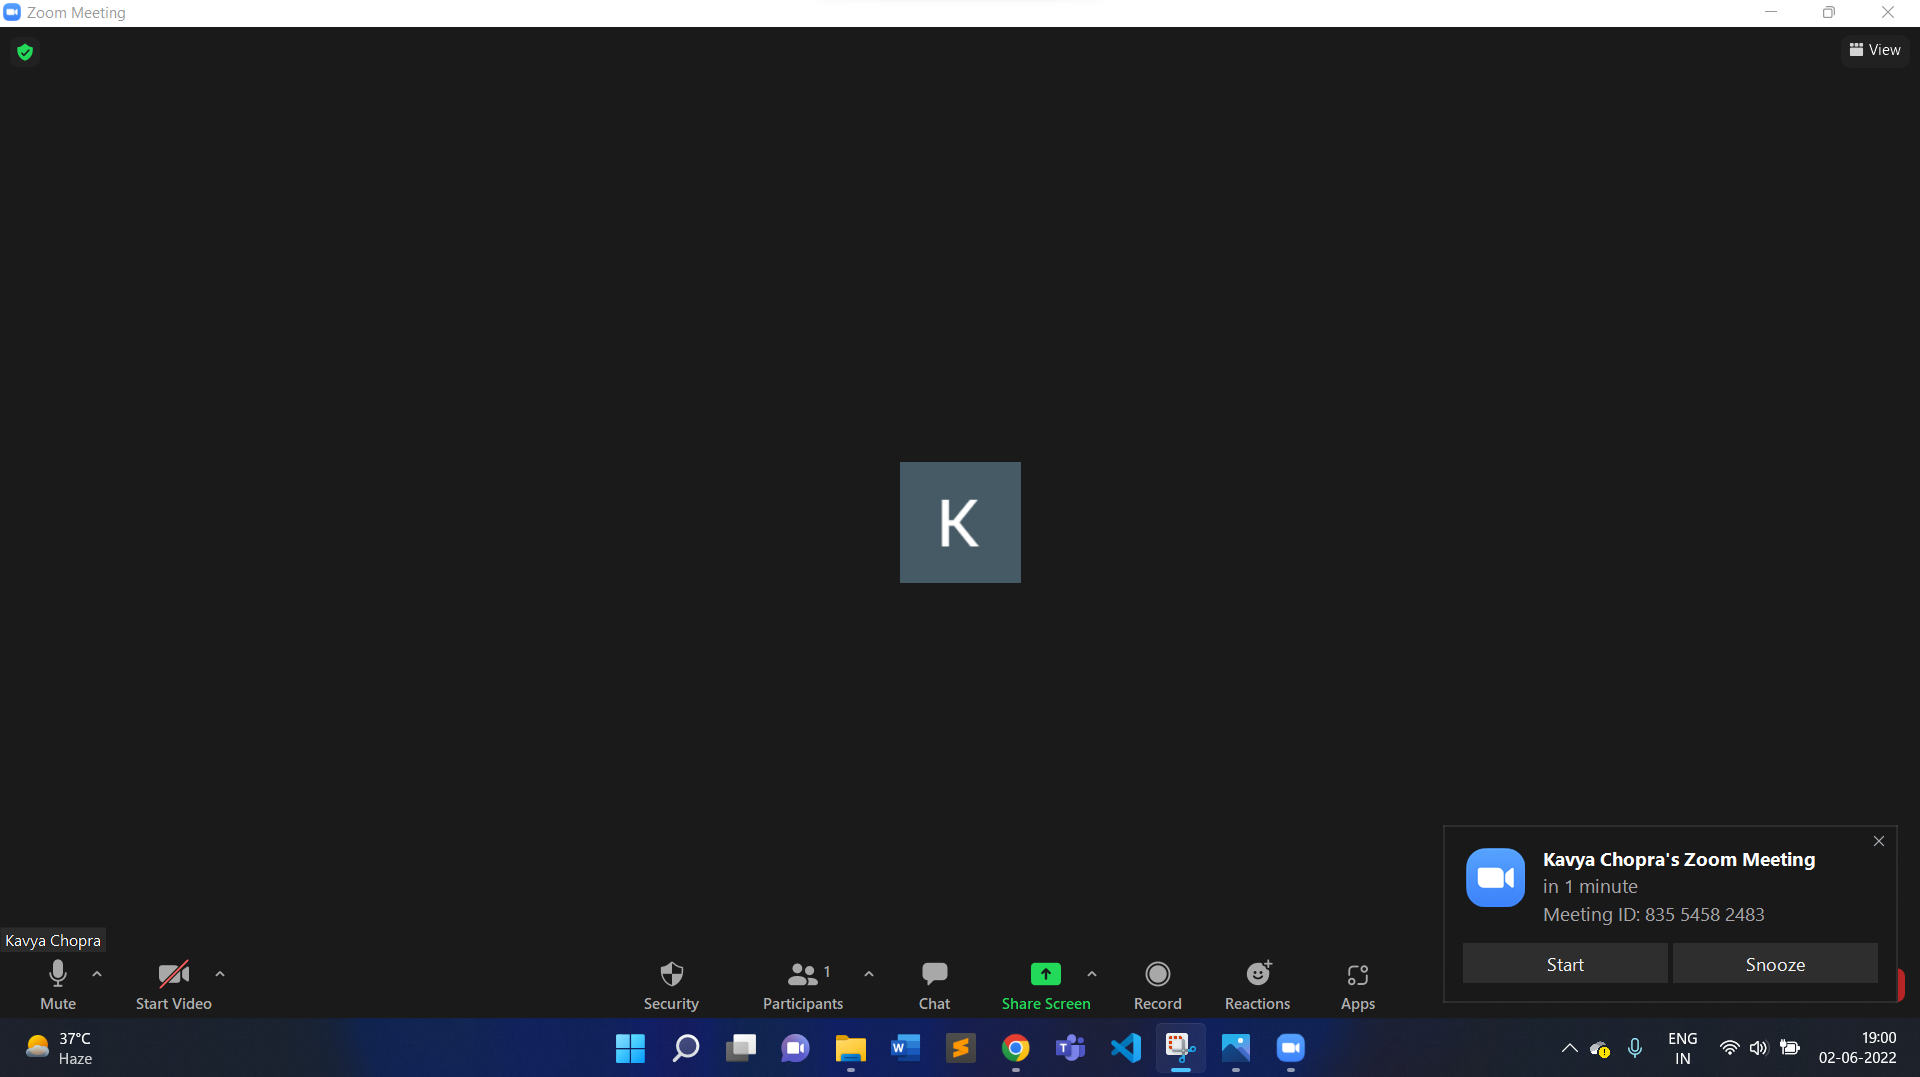 Zoom Meeting
View
K
Kavya Chopra's Zoom Meeting
in 1 minute
Meeting ID: 835 5458 2483
Start Snooze
Kavya Chopra
Mute Start Video Security Participants 1 Chat Share Screen Record Reactions Apps
37°C
Haze
ENG
IN
19:00
02-06-2022